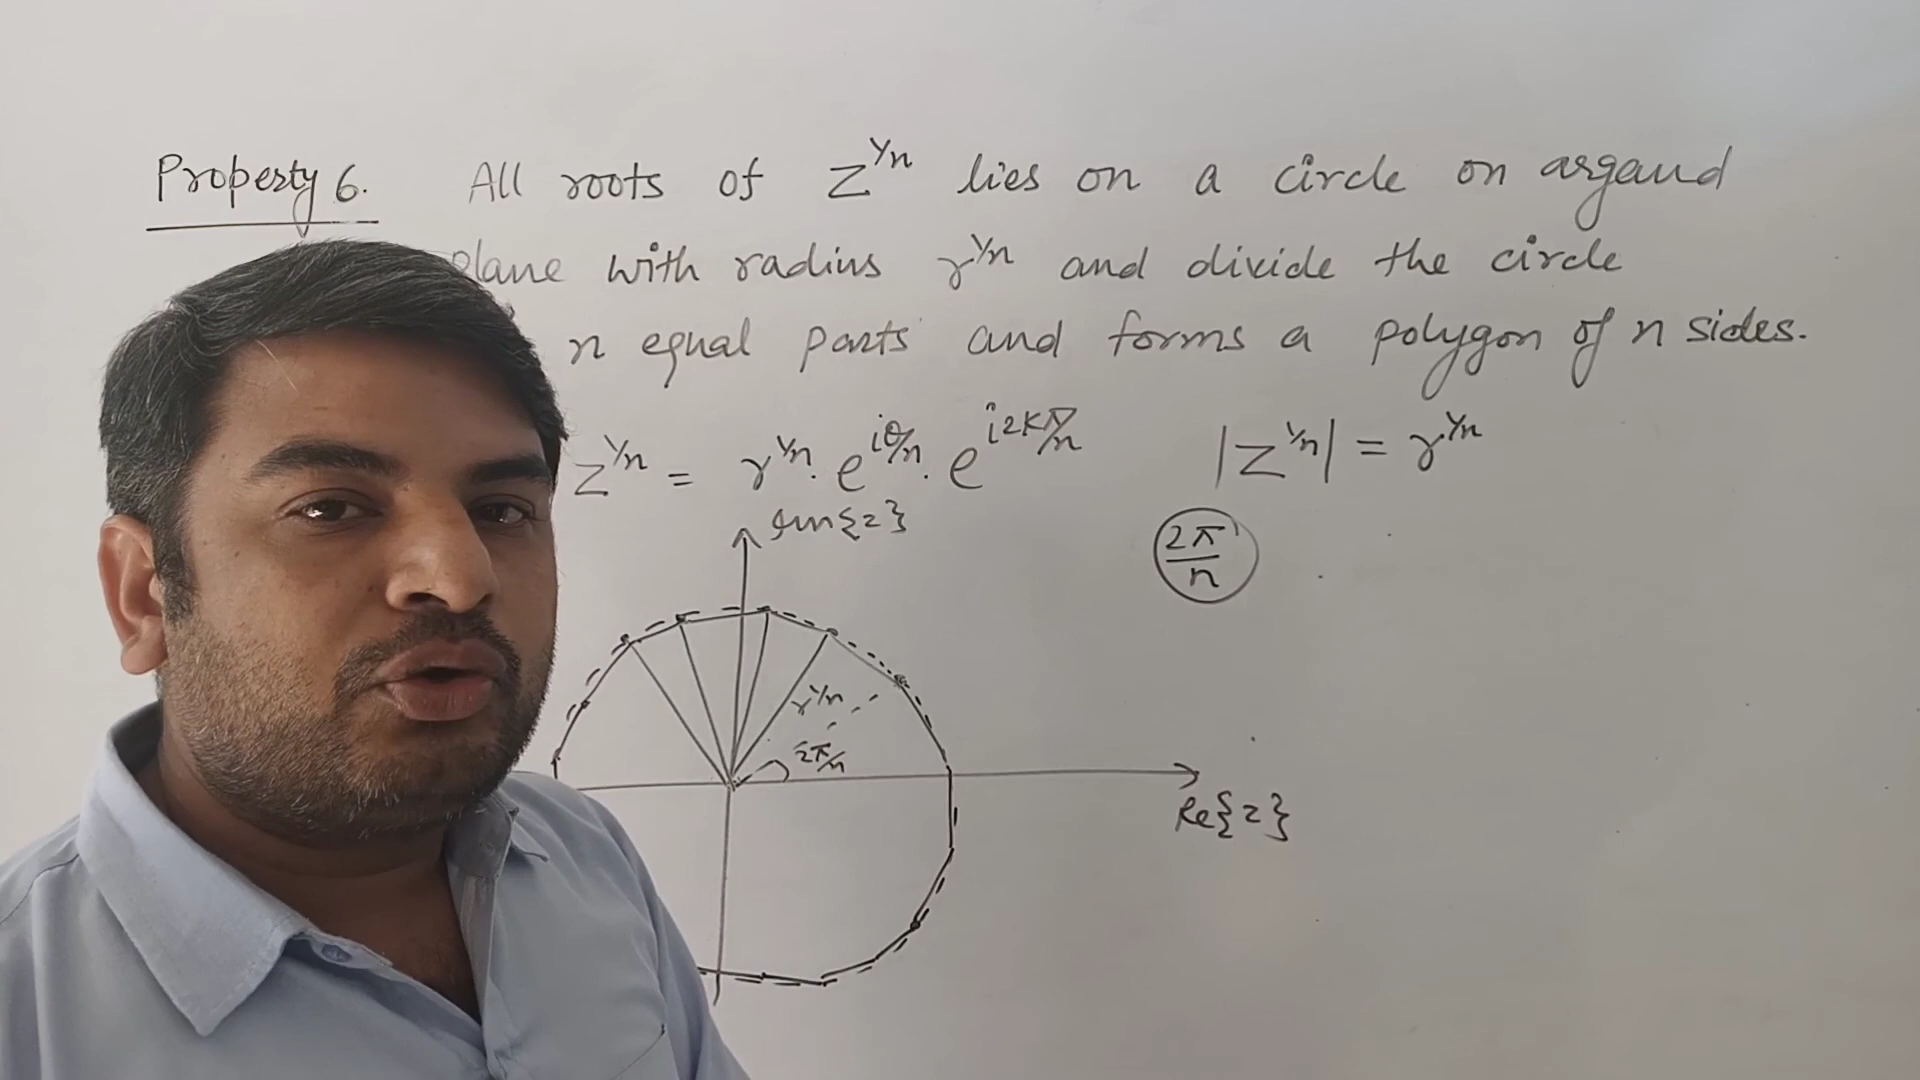 Property 6. All roots of z^1/n lies on a circle on argand
plane with radius r^1/n and divide the circle
n equal parts and forms a polygon of n sides.
z^1/n = r^1/n . e^iθ/n . e^i2Kπ/n |z^1/n| = r^1/n
Im{z}
2π/n
r^1/n
2π/n
Re{z}